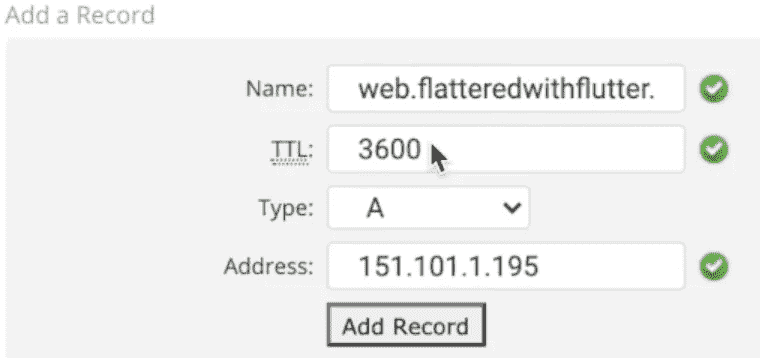 Add a Record
Name: web.flatteredwithflutter.
TTL: 3600
Type: A
Address: 151.101.1.195
Add Record